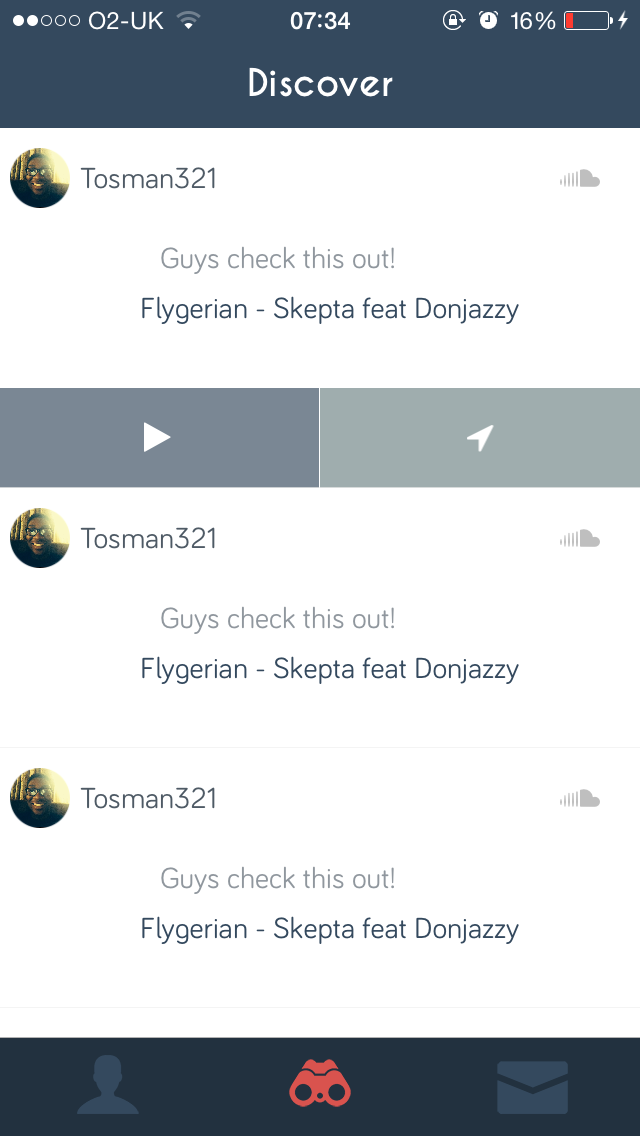 O2-UK 07:34 16%
Discover
Tosman321
Guys check this out!
Flygerian - Skepta feat Donjazzy
Tosman321
Guys check this out!
Flygerian - Skepta feat Donjazzy
Tosman321
Guys check this out!
Flygerian - Skepta feat Donjazzy